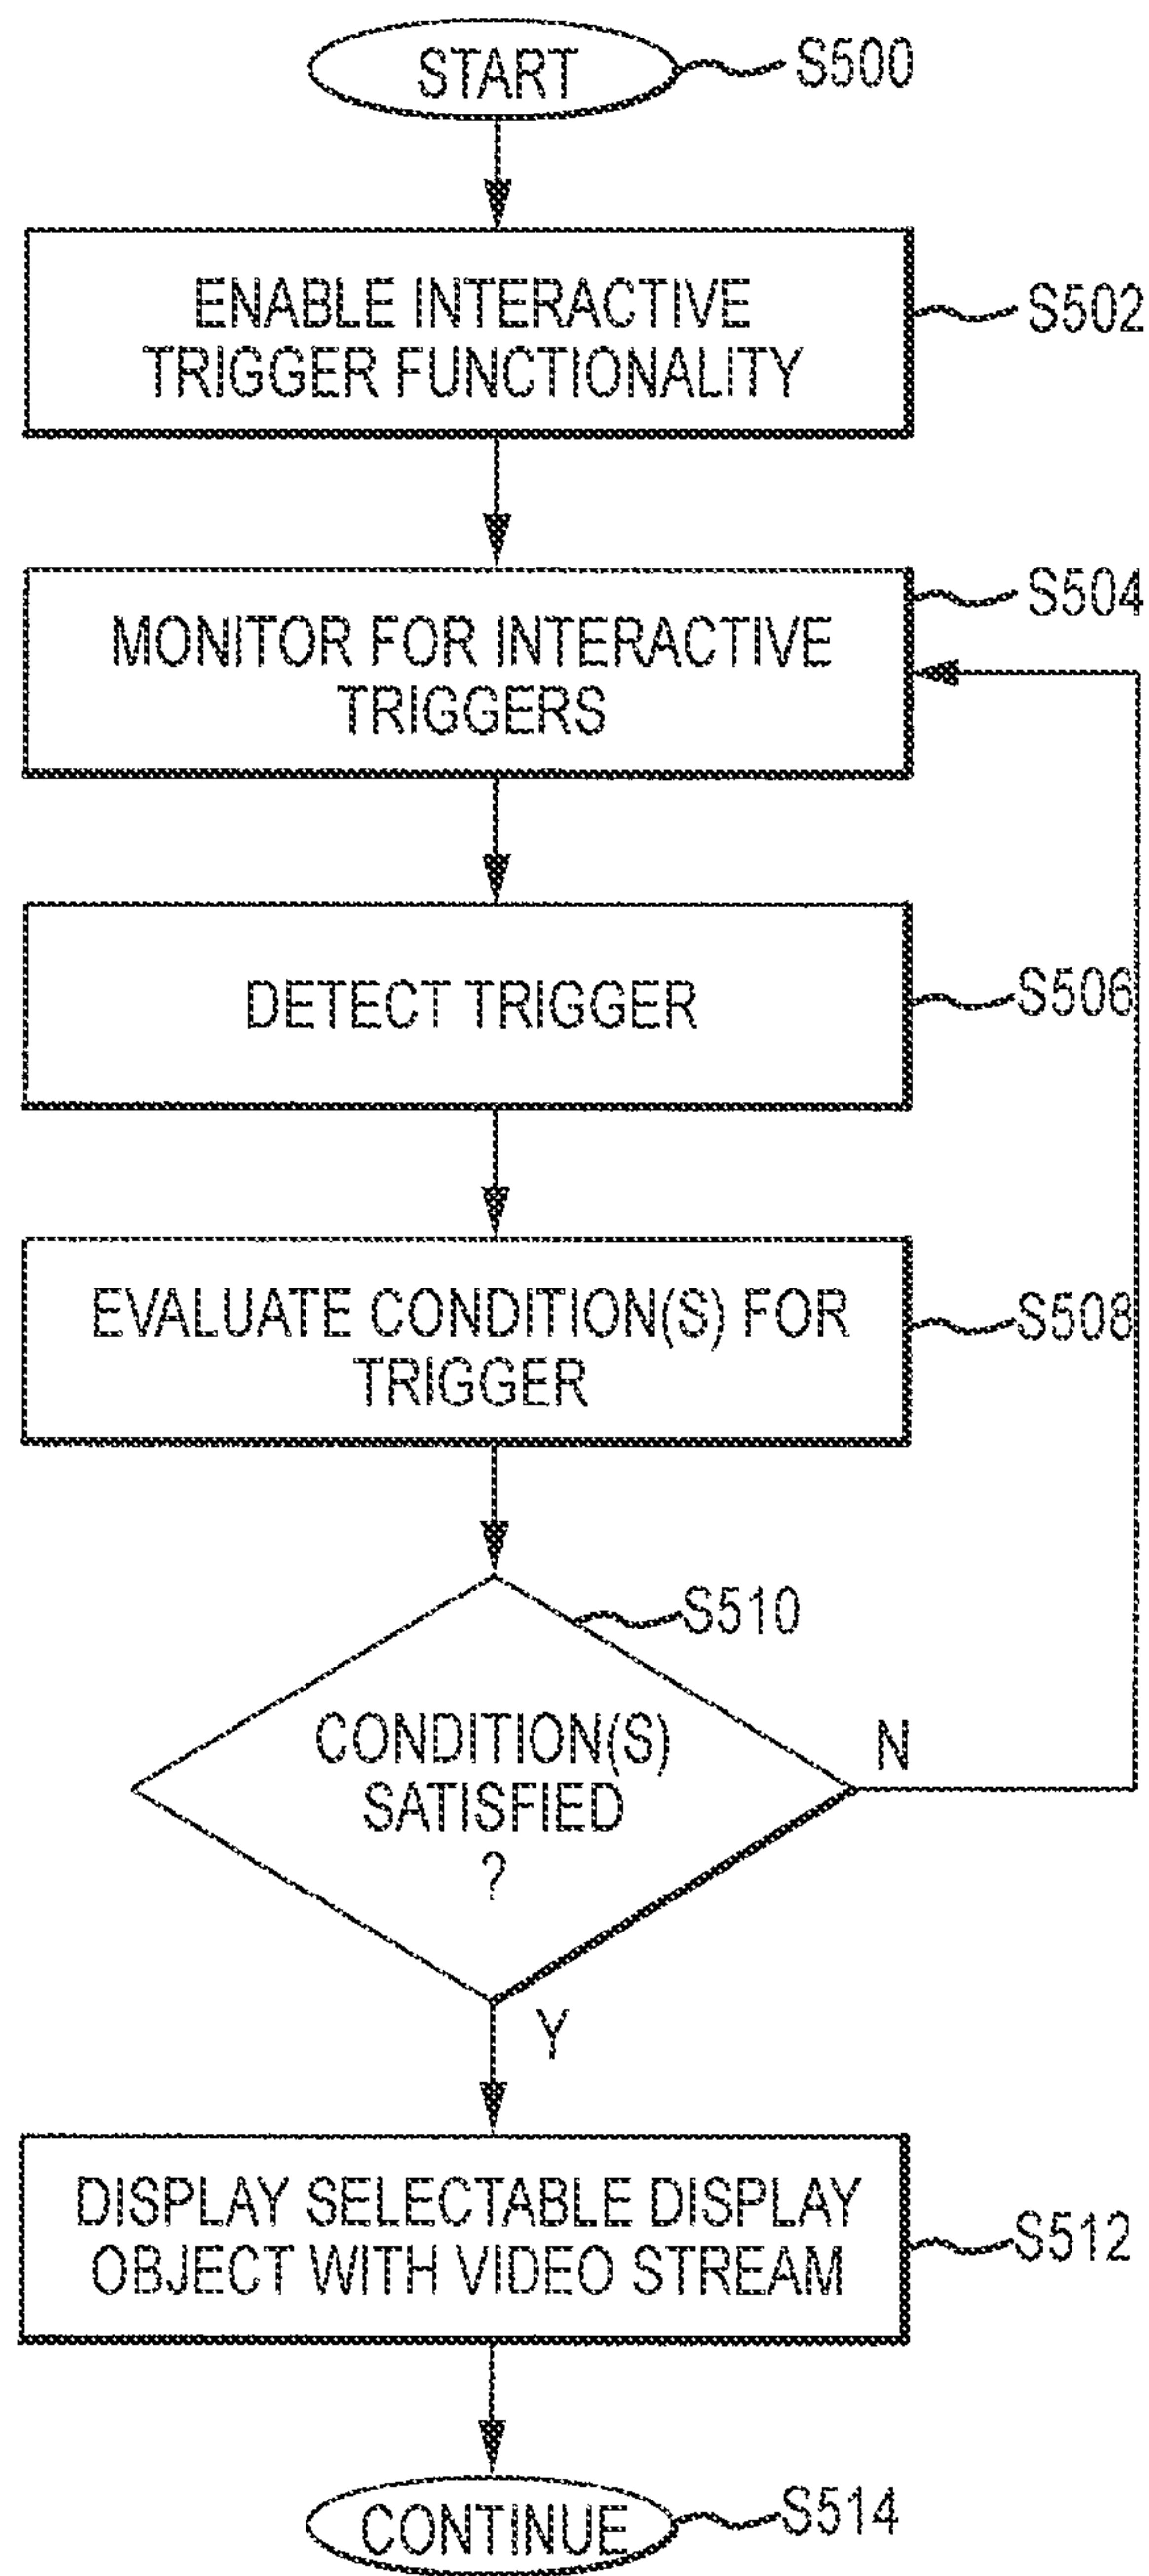 START
S500
ENABLE INTERACTIVE
TRIGGER FUNCTIONALITY
S502
MONITOR FOR INTERACTIVE
TRIGGERS
S504
DETECT TRIGGER
S506
EVALUATE CONDITION(S) FOR
TRIGGER
S508
S510
CONDITION(S)
SATISFIED
?
N
Y
DISPLAY SELECTABLE DISPLAY
OBJECT WITH VIDEO STREAM
S512
CONTINUE
S514